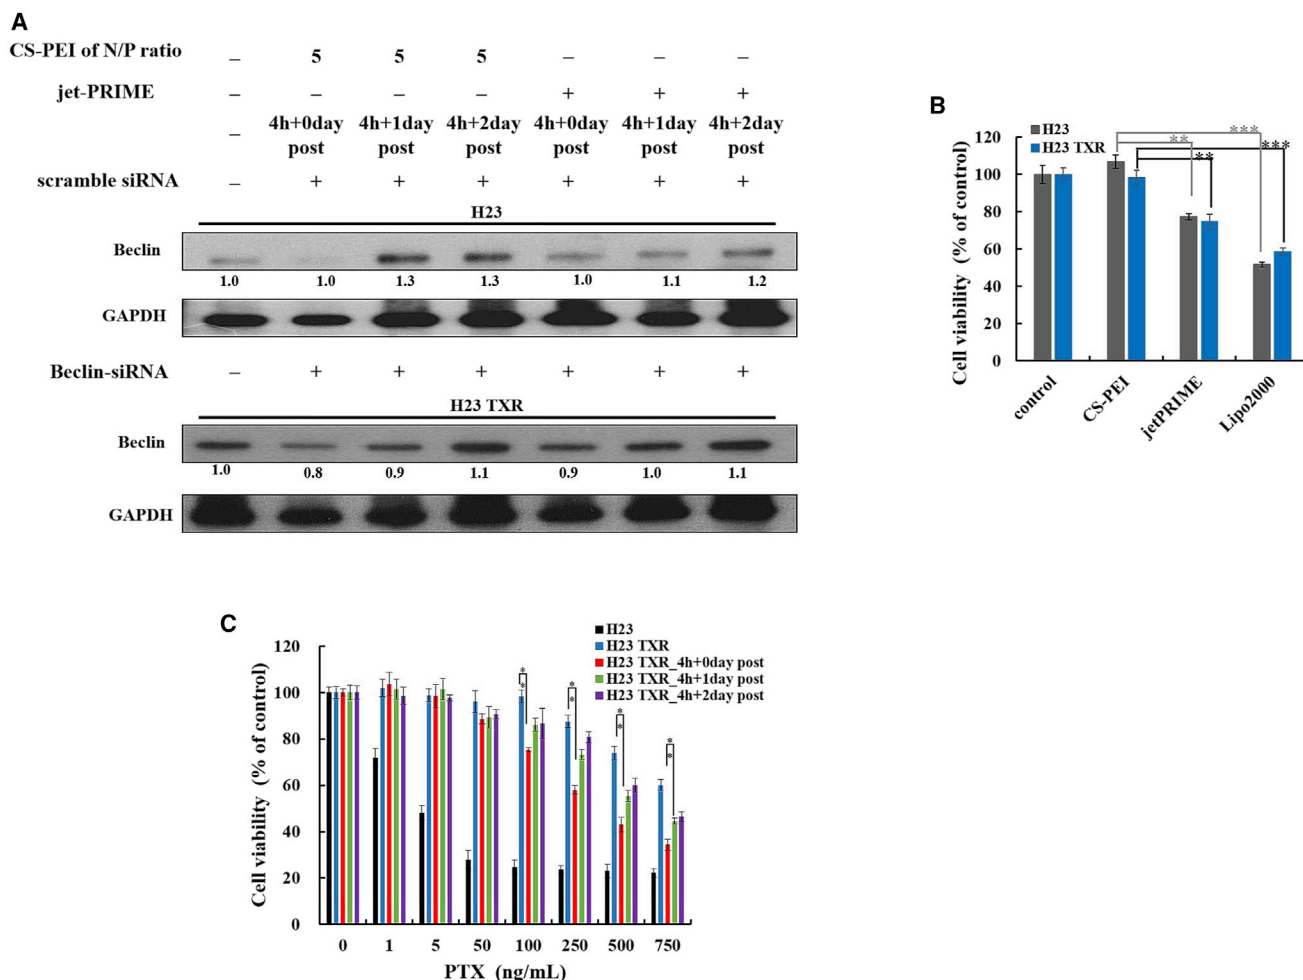 A
CS-PEI of N/P ratio – 5 5 5 – – –
jet-PRIME – – – – + + +
– 4h+0day 4h+1day 4h+2day 4h+0day 4h+1day 4h+2day
post post post post post post
scramble siRNA – + + + + + +
H23
Beclin
1.0 1.0 1.3 1.3 1.0 1.1 1.2
GAPDH
Beclin-siRNA – + + + + + +
H23 TXR
Beclin
1.0 0.8 0.9 1.1 0.9 1.0 1.1
GAPDH
B
Cell viability (% of control)
120
100
80
60
40
20
0
H23
H23 TXR
** ***
** ***
control CS-PEI jetPRIME Lipo2000
C
Cell viability (% of control)
120
100
80
60
40
20
0
H23
H23 TXR
H23 TXR_4h+0day post
H23 TXR_4h+1day post
H23 TXR_4h+2day post
** ** ** **
0 1 5 50 100 250 500 750
PTX (ng/mL)